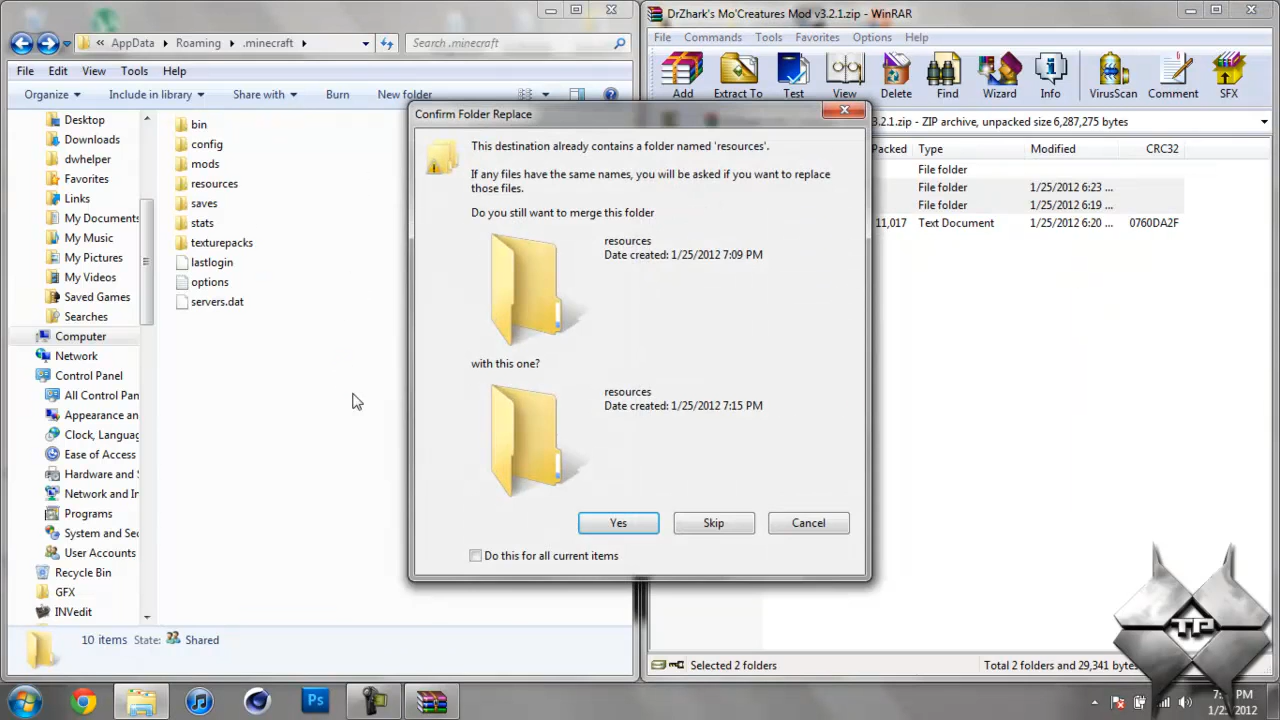 DrZhark's Mo'Creatures Mod v3.2.1.zip - WinRAR
« AppData Roaming .minecraft
Search .minecraft
File Edit View Tools Help
Organize Include in library Share with Burn New folder
Desktop
Downloads
dwhelper
Favorites
Links
My Documents
My Music
My Pictures
My Videos
Saved Games
Searches
Computer
Network
Control Panel
All Control Pan
Appearance an
Clock, Languag
Ease of Access
Hardware and S
Network and In
Programs
System and Sec
User Accounts
Recycle Bin
GFX
INVedit
bin
config
mods
resources
saves
stats
texturepacks
lastlogin
options
servers.dat
10 items State: Shared
File Commands Tools Favorites Options Help
Add Extract To Test View Delete Find Wizard Info VirusScan Comment SFX
3.2.1.zip - ZIP archive, unpacked size 6,287,275 bytes
Packed Type Modified CRC32
File folder
File folder 1/25/2012 6:23 ...
File folder 1/25/2012 6:19 ...
11,017 Text Document 1/25/2012 6:20 ... 0760DA2F
Selected 2 folders
Total 2 folders and 29,341 bytes
Confirm Folder Replace
This destination already contains a folder named 'resources'.
If any files have the same names, you will be asked if you want to replace
those files.
Do you still want to merge this folder
resources
Date created: 1/25/2012 7:09 PM
with this one?
resources
Date created: 1/25/2012 7:15 PM
Yes Skip Cancel
Do this for all current items
Ps
TP